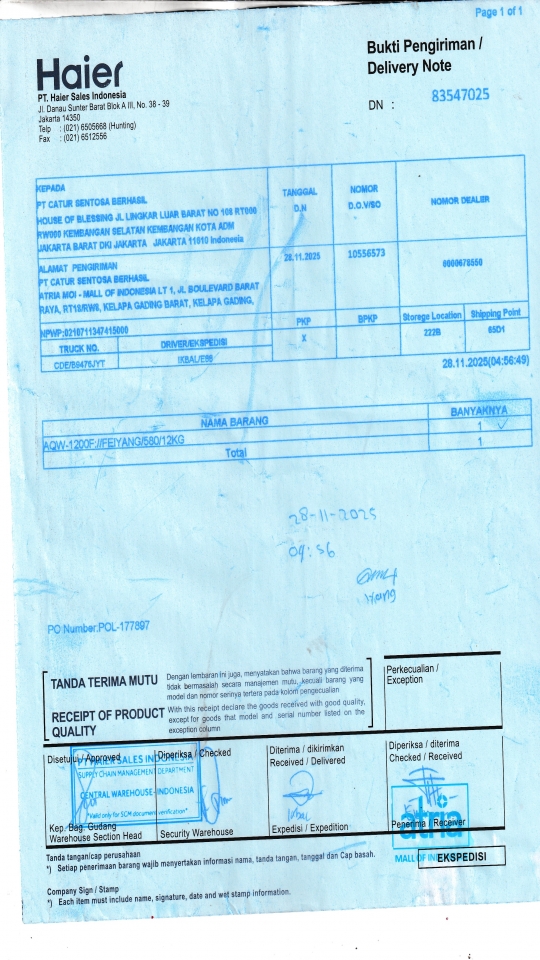 Page 1 of 1
Haier
PT. Haier Sales Indonesia
Jl. Danau Sunter Barat Blok A III, No. 38 - 39
Jakarta 14350
Telp : (021) 6505668 (Hunting)
Fax : (021) 6512556
Bukti Pengiriman /
Delivery Note
DN : 83547025
KEPADA
PT CATUR SENTOSA BERHASIL
HOUSE OF BLESSING JL LINGKAR LUAR BARAT NO 108 RT000
RW000 KEMBANGAN SELATAN KEMBANGAN KOTA ADM
JAKARTA BARAT DKI JAKARTA JAKARTA 11610 Indonesia
TANGGAL
D.N
NOMOR
D.O.V/SO
NOMOR DEALER
ALAMAT PENGIRIMAN
PT CATUR SENTOSA BERHASIL
ATRIA MOI - MALL OF INDONESIA LT 1, JL BOULEVARD BARAT
RAYA, RT18/RW8, KELAPA GADING BARAT, KELAPA GADING,
28.11.2025
10556573
0000678550
NPWP:0210711347415000
PKP
BPKP
Storege Location
Shipping Point
TRUCK NO.
DRIVER/EKSPEDISI
X
222B
65D1
CDE/B9476JYT
IKBAL/E66
28.11.2025(04:56:49)
NAMA BARANG
BANYAKNYA
AQW-1200F://FEIYANG/580/12KG
1
Total
1
28-11-2025
04:56
PO Number:POL-177897
TANDA TERIMA MUTU
Dengan lembaran ini juga, menyatakan bahwa barang yang diterima
tidak bermasalah secara manajemen mutu, kecuali barang yang
model dan nomor serinya tertera pada kolom pengecualian
RECEIPT OF PRODUCT
QUALITY
With this receipt declare the goods received with good quality,
except for goods that model and serial number listed on the
exception column
Perkecualian /
Exception
Disetujui / Approved
Diperiksa / Checked
Diterima / dikirimkan
Received / Delivered
Diperiksa / diterima
Checked / Received
HAIER SALES INDONESIA
SUPPLY CHAIN MANAGEMENT DEPARTMENT
CENTRAL WAREHOUSE-INDONESIA
*Valid only for SCM document verification*
Kep. Bag. Gudang
Warehouse Section Head
Security Warehouse
Ekspedisi / Expedition
Penerima / Receiver
atria
MALL OF IN
EKSPEDISI
Tanda tangan/cap perusahaan
*) Setiap penerimaan barang wajib menyertakan informasi nama, tanda tangan, tanggal dan Cap basah.
Company Sign / Stamp
*) Each item must include name, signature, date and wet stamp information.